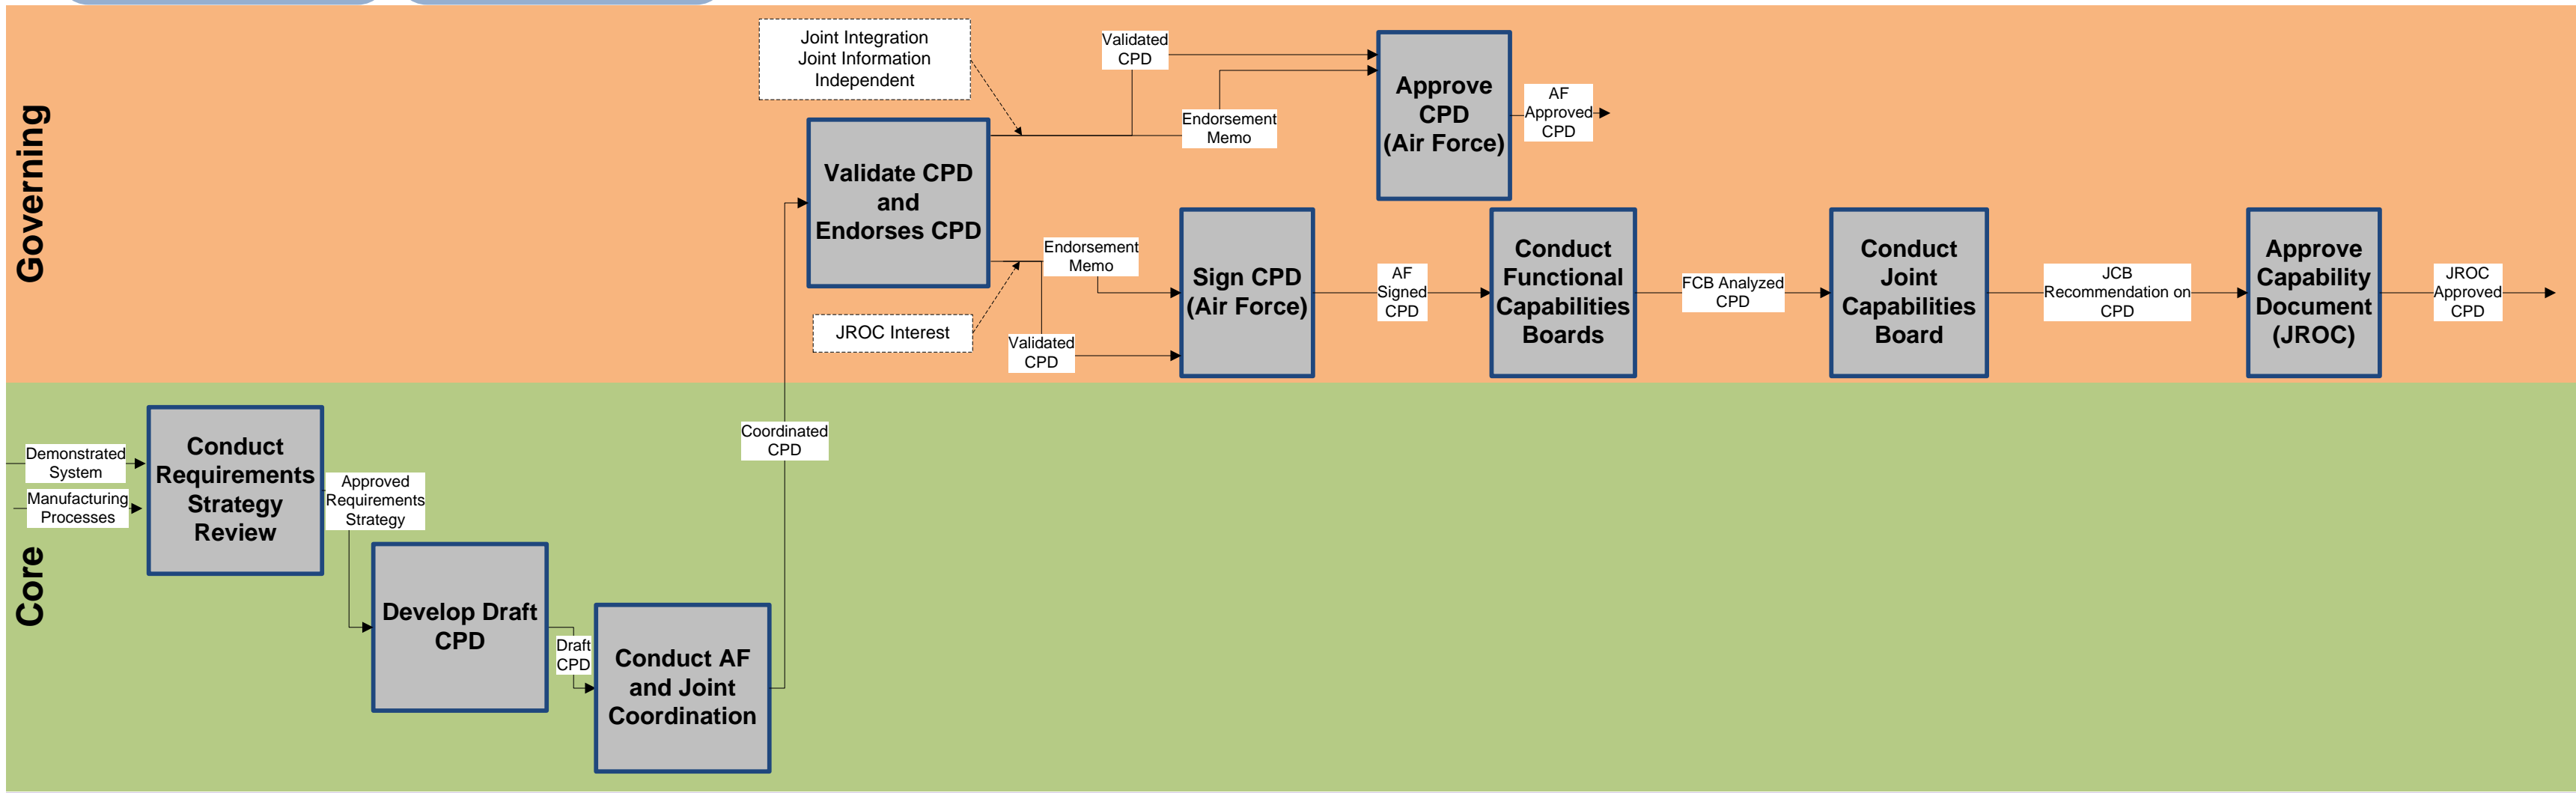 Governing
Joint Integration
Joint Information
Independent
Validated
CPD
Endorsement
Memo
Approve
CPD
(Air Force)
AF
Approved
CPD
Validate CPD
and
Endorses CPD
JROC Interest
Endorsement
Memo
Validated
CPD
Sign CPD
(Air Force)
AF
Signed
CPD
Conduct
Functional
Capabilities
Boards
FCB Analyzed
CPD
Conduct
Joint
Capabilities
Board
JCB
Recommendation on
CPD
Approve
Capability
Document
(JROC)
JROC
Approved
CPD
Core
Demonstrated
System
Manufacturing
Processes
Conduct
Requirements
Strategy
Review
Approved
Requirements
Strategy
Develop Draft
CPD
Draft
CPD
Conduct AF
and Joint
Coordination
Coordinated
CPD